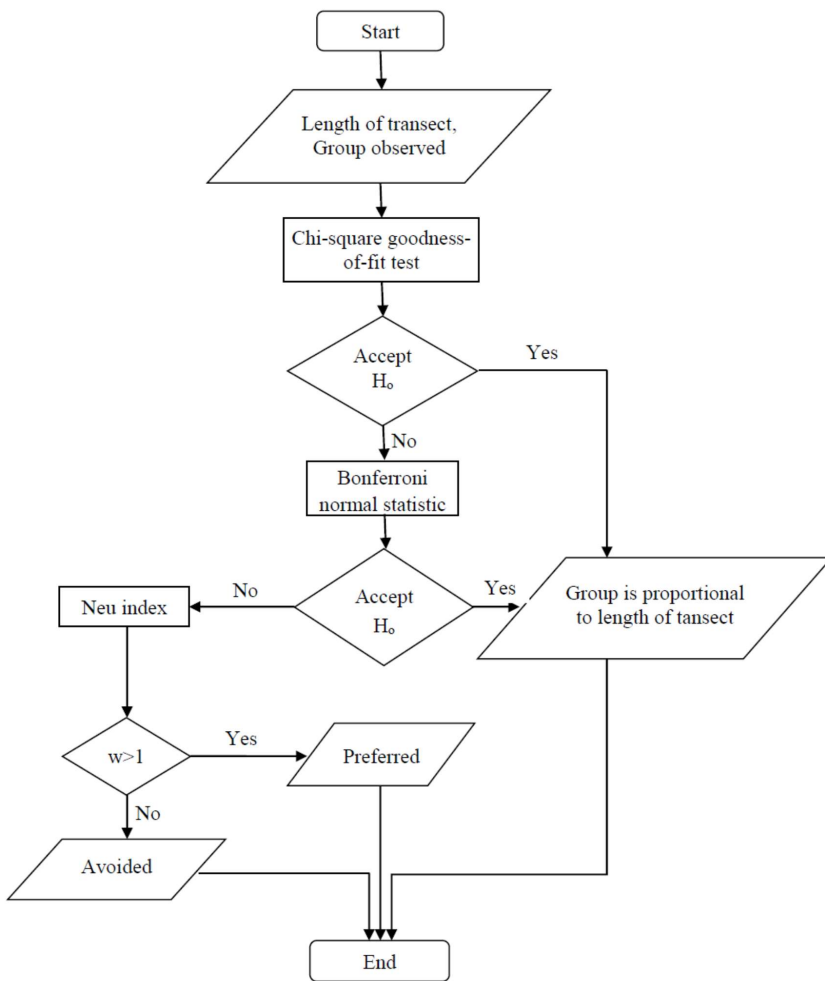 Start
Length of transect,
Group observed
Chi-square goodness-
of-fit test
Accept
Hₒ
Yes
No
Bonferroni
normal statistic
Accept
Hₒ
No
Yes
Neu index
Group is proportional
to length of tansect
w>1
Yes
Preferred
No
Avoided
End